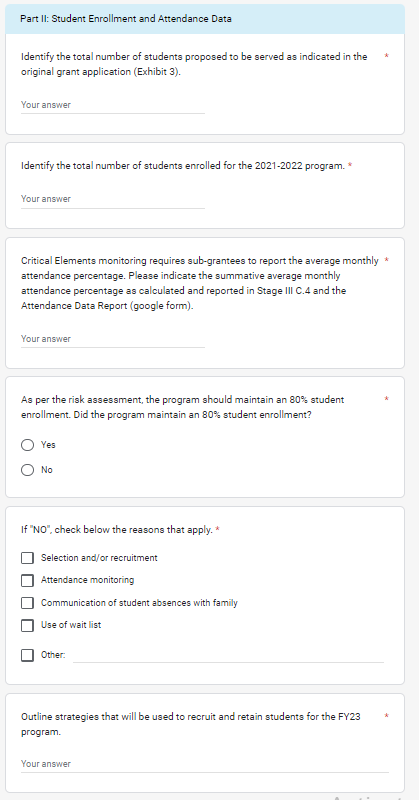 Part II: Student Enrollment and Attendance Data
Identify the total number of students proposed to be served as indicated in the *
original grant application (Exhibit 3).
Your answer
Identify the total number of students enrolled for the 2021-2022 program. *
Your answer
Critical Elements monitoring requires sub-grantees to report the average monthly *
attendance percentage. Please indicate the summative average monthly
attendance percentage as calculated and reported in Stage III C.4 and the
Attendance Data Report (google form).
Your answer
As per the risk assessment, the program should maintain an 80% student *
enrollment. Did the program maintain an 80% student enrollment?
Yes
No
If "NO", check below the reasons that apply. *
Selection and/or recruitment
Attendance monitoring
Communication of student absences with family
Use of wait list
Other:
Outline strategies that will be used to recruit and retain students for the FY23 *
program.
Your answer